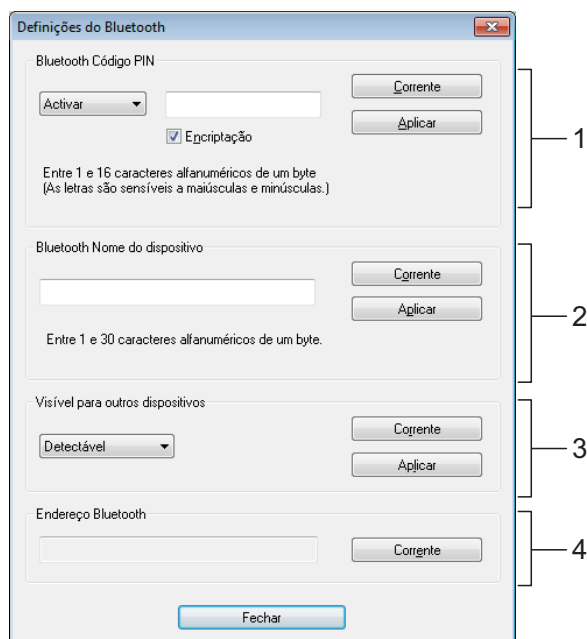 Definições do Bluetooth
Bluetooth Código PIN
Activar
Corrente
Encriptação
Aplicar
Entre 1 e 16 caracteres alfanuméricos de um byte
(As letras são sensíveis a maiúsculas e minúsculas.)
1
Bluetooth Nome do dispositivo
Corrente
Aplicar
Entre 1 e 30 caracteres alfanuméricos de um byte.
2
Visível para outros dispositivos
Detectável
Corrente
Aplicar
3
Endereço Bluetooth
Corrente
4
Fechar